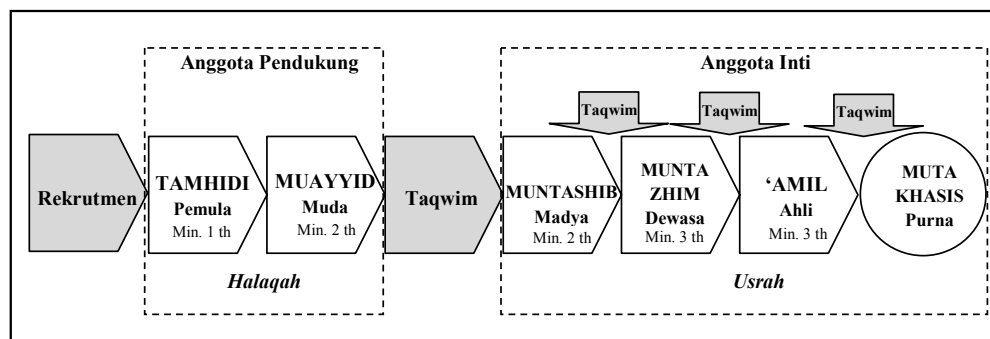 Anggota Pendukung
Anggota Inti
Taqwim
Taqwim
Taqwim
Rekrutmen
TAMHIDI
Pemula
Min. 1 th
MUAYYID
Muda
Min. 2 th
Taqwim
MUNTASHIB
Madya
Min. 2 th
MUNTA
ZHIM
Dewasa
Min. 3 th
‘AMIL
Ahli
Min. 3 th
MUTA
KHASIS
Purna
Halaqah
Usrah